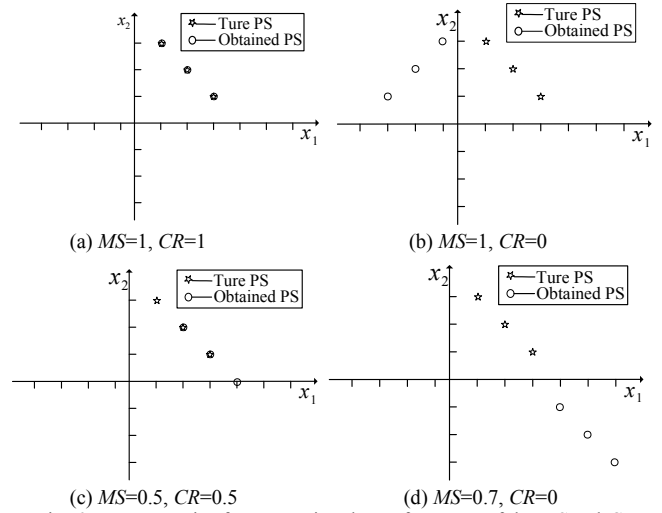 x2
Ture PS
Obtained PS
x1
(a) MS=1, CR=1
x2
Ture PS
Obtained PS
x1
(b) MS=1, CR=0
x2
Ture PS
Obtained PS
x1
(c) MS=0.5, CR=0.5
x2
Ture PS
Obtained PS
x1
(d) MS=0.7, CR=0